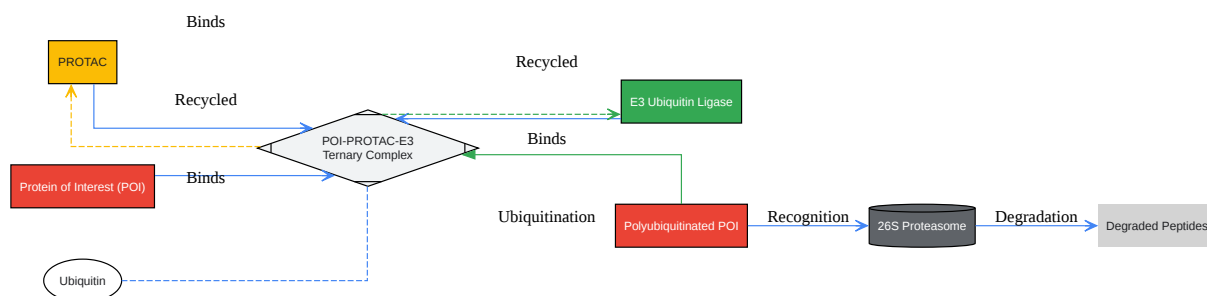 Binds
PROTAC
Recycled
Recycled
E3 Ubiquitin Ligase
POI-PROTAC-E3
Ternary Complex
Binds
Protein of Interest (POI)
Binds
Ubiquitination
Polyubiquitinated POI
Recognition
26S Proteasome
Degradation
Degraded Peptides
Ubiquitin